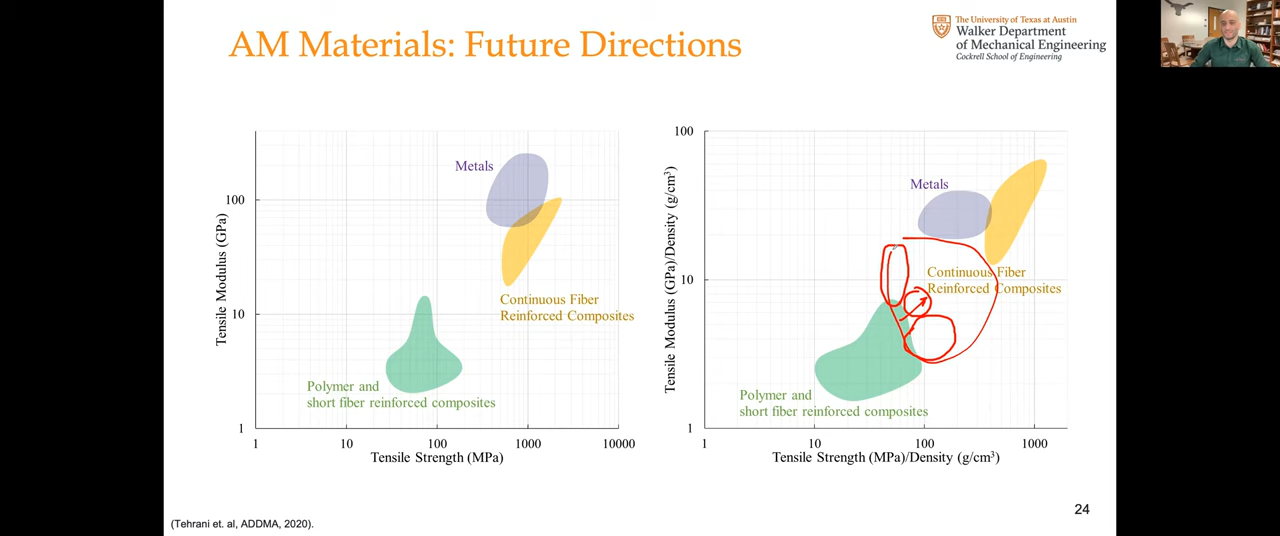 AM Materials: Future Directions
The University of Texas at Austin
Walker Department
of Mechanical Engineering
Cockrell School of Engineering
Tensile Modulus (GPa)
100
10
1
Metals
Continuous Fiber
Reinforced Composites
Polymer and
short fiber reinforced composites
1 10 100 1000 10000
Tensile Strength (MPa)
Tensile Modulus (GPa)/Density (g/cm³)
100
10
1
Metals
Continuous Fiber
Reinforced Composites
Polymer and
short fiber reinforced composites
1 10 100 1000
Tensile Strength (MPa)/Density (g/cm³)
24
(Tehrani et. al, ADDMA, 2020).